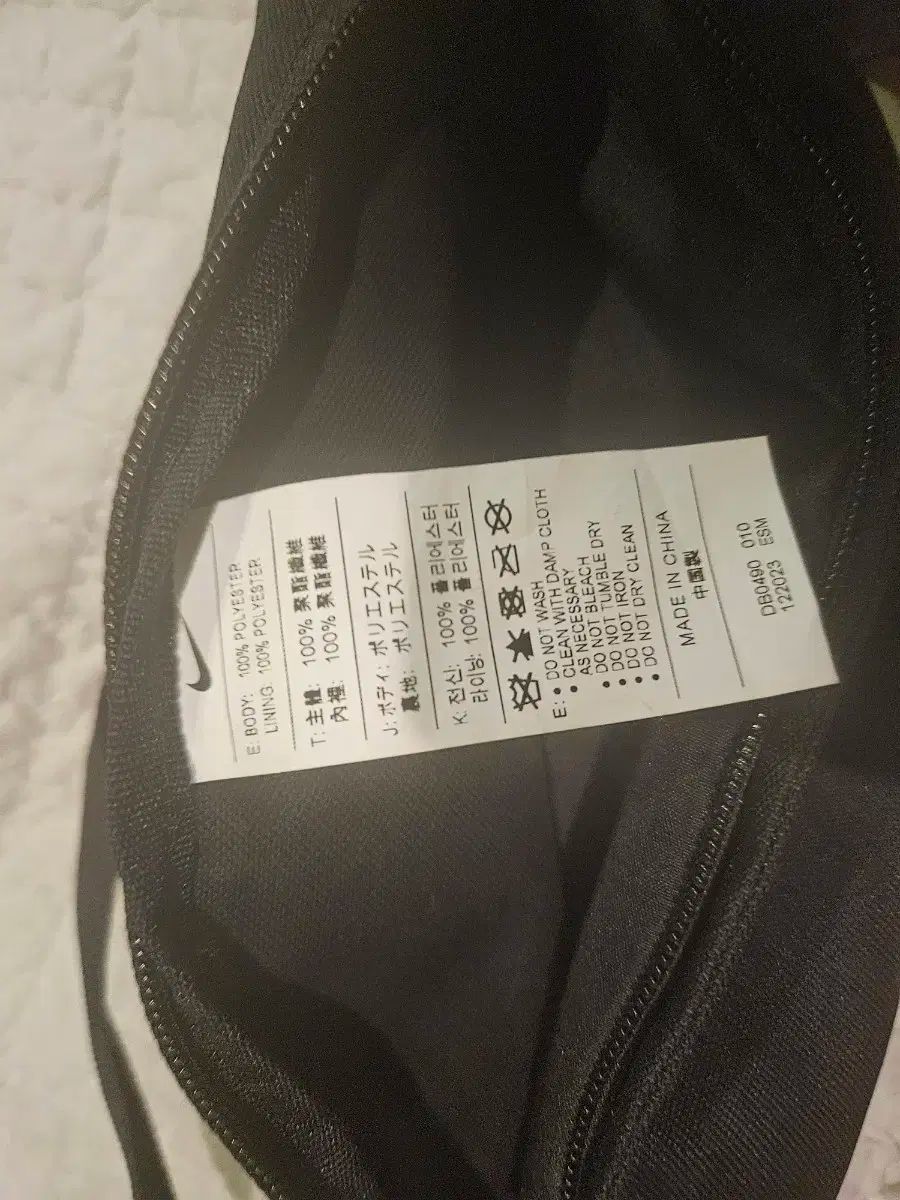 E: BODY: 100% POLYESTER
LINING: 100% POLYESTER
T: 主體: 100% 聚酯纖維
內裡: 100% 聚酯纖維
J: ボディ: ポリエステル
裏地: ポリエステル
K: 전신: 100% 폴리에스터
라이닝: 100% 폴리에스터
E: • DO NOT WASH
• CLEAN WITH DAMP CLOTH
AS NECESSARY
• DO NOT BLEACH
• DO NOT TUMBLE DRY
• DO NOT IRON
• DO NOT DRY CLEAN
MADE IN CHINA
中国製
DB0490 010
122023 ESM